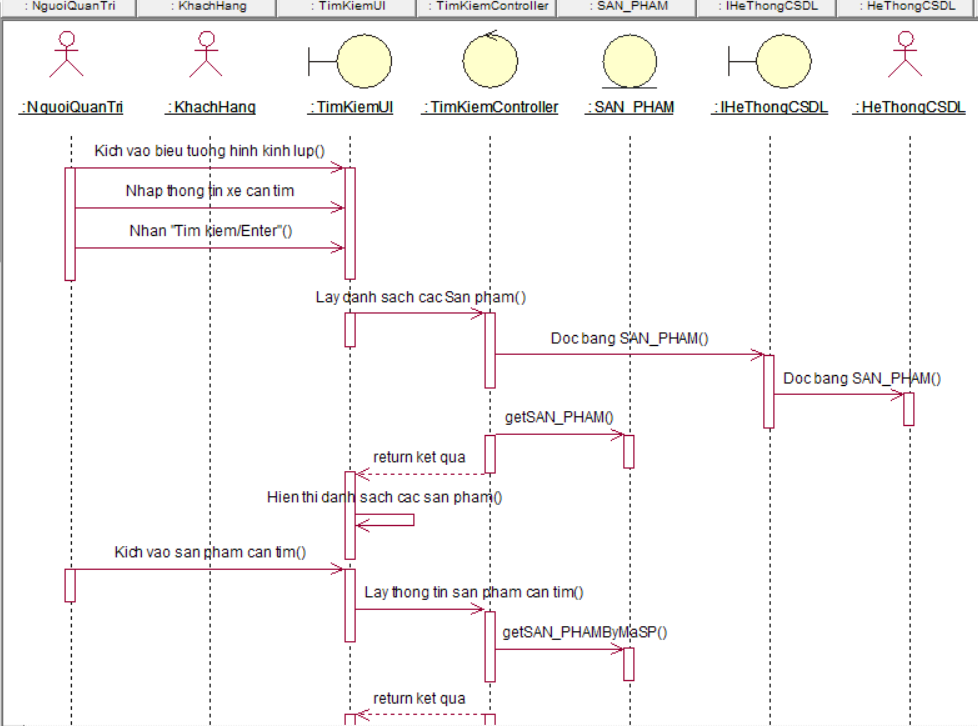 : NguoiQuanTri
: KhachHang
: TimKiemUI
: TimKiemController
: SAN_PHAM
: IHeThongCSDL
: HeThongCSDL
: NguoiQuanTri
: KhachHang
: TimKiemUI
: TimKiemController
: SAN_PHAM
: IHeThongCSDL
: HeThongCSDL
Kich vao bieu tuong hinh kinh lup()
Nhap thong tin xe can tim
Nhan "Tim kiem/Enter"()
Lay danh sach cac San pham()
Doc bang SAN_PHAM()
Doc bang SAN_PHAM()
getSAN_PHAM()
return ket qua
Hien thi danh sach cac san pham()
Kich vao san pham can tim()
Lay thong tin san pham can tim()
getSAN_PHAMByMaSP()
return ket qua